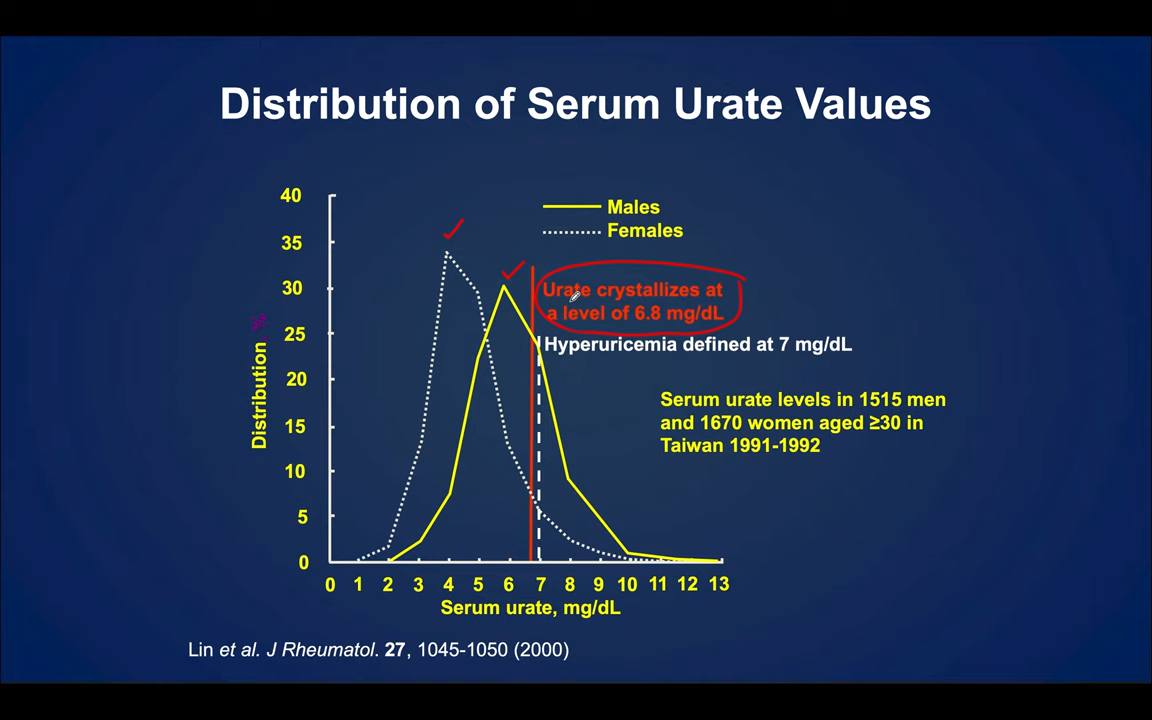 Distribution of Serum Urate Values
40
35
30
25
20
15
10
5
0
Distribution %
Males
Females
Urate crystallizes at
a level of 6.8 mg/dL
Hyperuricemia defined at 7 mg/dL
Serum urate levels in 1515 men
and 1670 women aged ≥30 in
Taiwan 1991-1992
0 1 2 3 4 5 6 7 8 9 10 11 12 13
Serum urate, mg/dL
Lin et al. J Rheumatol. 27, 1045-1050 (2000)